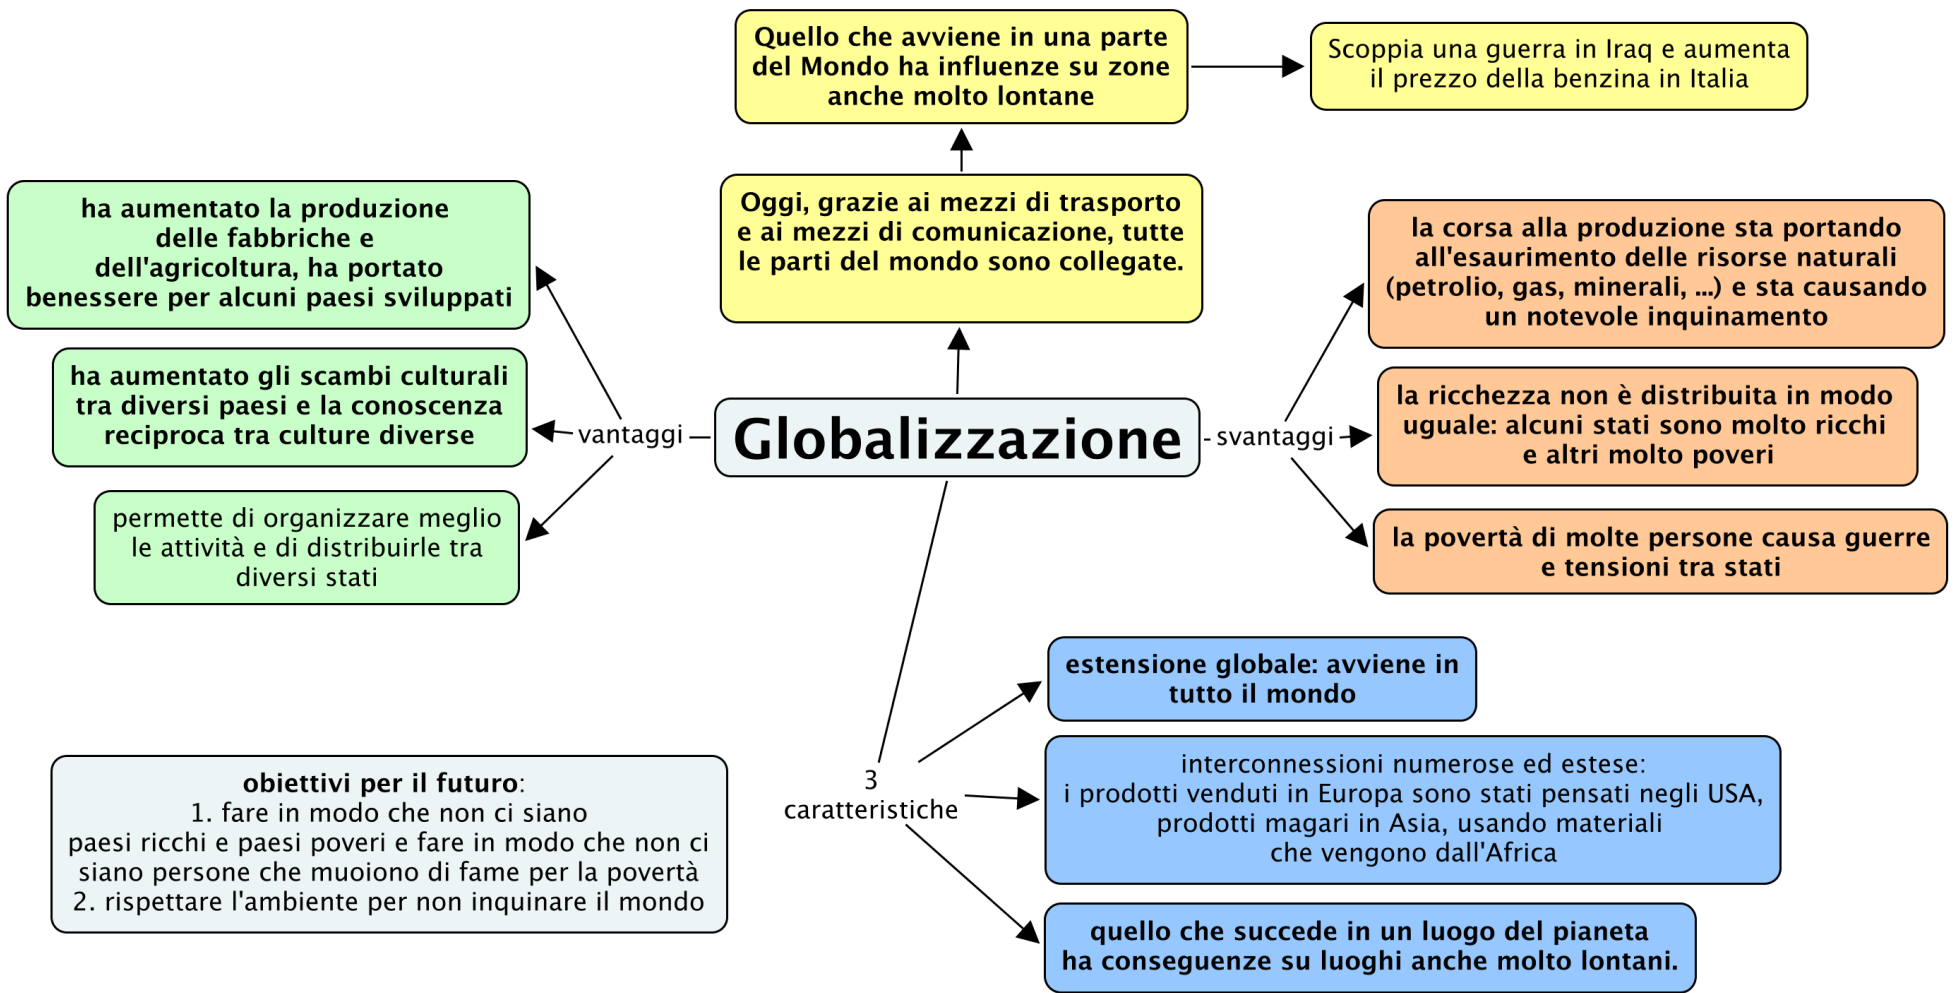 Quello che avviene in una parte
del Mondo ha influenze su zone
anche molto lontane
Scoppia una guerra in Iraq e aumenta
il prezzo della benzina in Italia
Oggi, grazie ai mezzi di trasporto
e ai mezzi di comunicazione, tutte
le parti del mondo sono collegate.
ha aumentato la produzione
delle fabbriche e
dell'agricoltura, ha portato
benessere per alcuni paesi sviluppati
ha aumentato gli scambi culturali
tra diversi paesi e la conoscenza
reciproca tra culture diverse
permette di organizzare meglio
le attività e di distribuirle tra
diversi stati
vantaggi
Globalizzazione
svantaggi
la corsa alla produzione sta portando
all'esaurimento delle risorse naturali
(petrolio, gas, minerali, ...) e sta causando
un notevole inquinamento
la ricchezza non è distribuita in modo
uguale: alcuni stati sono molto ricchi
e altri molto poveri
la povertà di molte persone causa guerre
e tensioni tra stati
3
caratteristiche
estensione globale: avviene in
tutto il mondo
interconnessioni numerose ed estese:
i prodotti venduti in Europa sono stati pensati negli USA,
prodotti magari in Asia, usando materiali
che vengono dall'Africa
quello che succede in un luogo del pianeta
ha conseguenze su luoghi anche molto lontani.
obiettivi per il futuro:
1. fare in modo che non ci siano
paesi ricchi e paesi poveri e fare in modo che non ci
siano persone che muoiono di fame per la povertà
2. rispettare l'ambiente per non inquinare il mondo